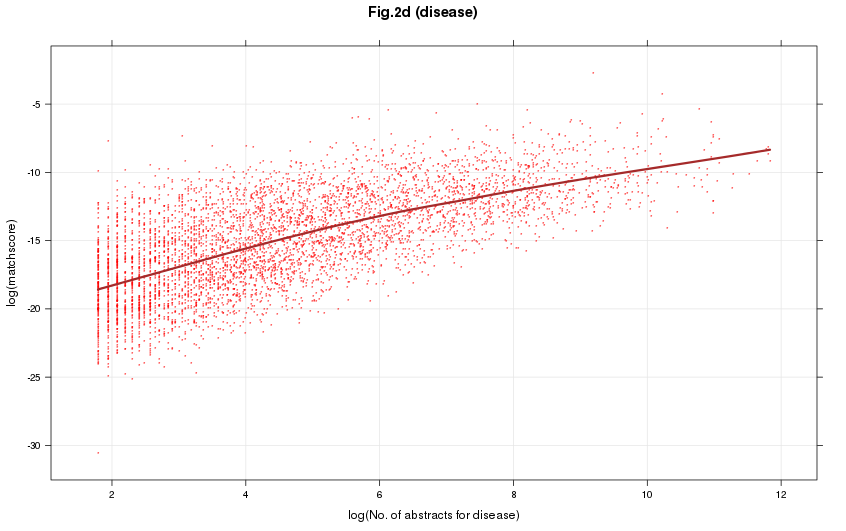 Fig.2d (disease)
log(matchscore)
-5
-10
-15
-20
-25
-30
2 4 6 8 10 12
log(No. of abstracts for disease)